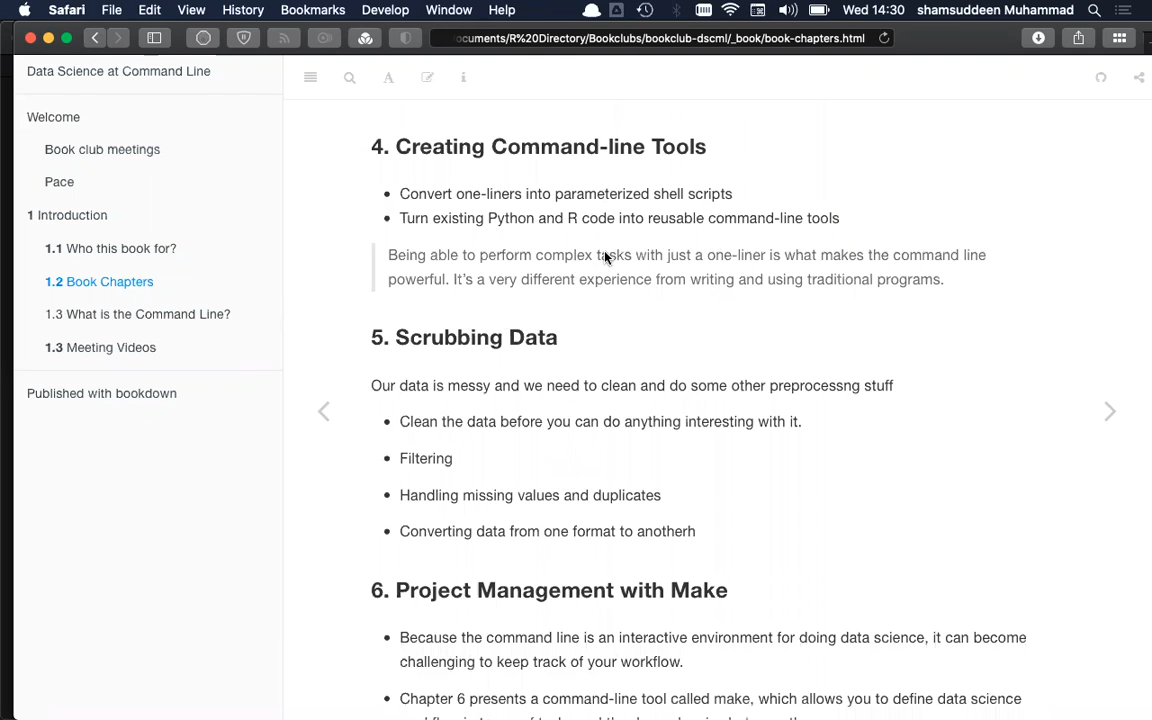 Safari File Edit View History Bookmarks Develop Window Help Wed 14:30 shamsuddeen Muhammad
ocuments/R%20Directory/Bookclubs/bookclub-dscml/_book/book-chapters.html
Data Science at Command Line
Welcome
Book club meetings
Pace
1 Introduction
1.1 Who this book for?
1.2 Book Chapters
1.3 What is the Command Line?
1.3 Meeting Videos
Published with bookdown
4. Creating Command-line Tools
• Convert one-liners into parameterized shell scripts
• Turn existing Python and R code into reusable command-line tools
Being able to perform complex tasks with just a one-liner is what makes the command line
powerful. It’s a very different experience from writing and using traditional programs.
5. Scrubbing Data
Our data is messy and we need to clean and do some other preprocessng stuff
• Clean the data before you can do anything interesting with it.
• Filtering
• Handling missing values and duplicates
• Converting data from one format to anotherh
6. Project Management with Make
• Because the command line is an interactive environment for doing data science, it can become
challenging to keep track of your workflow.
• Chapter 6 presents a command-line tool called make, which allows you to define data science